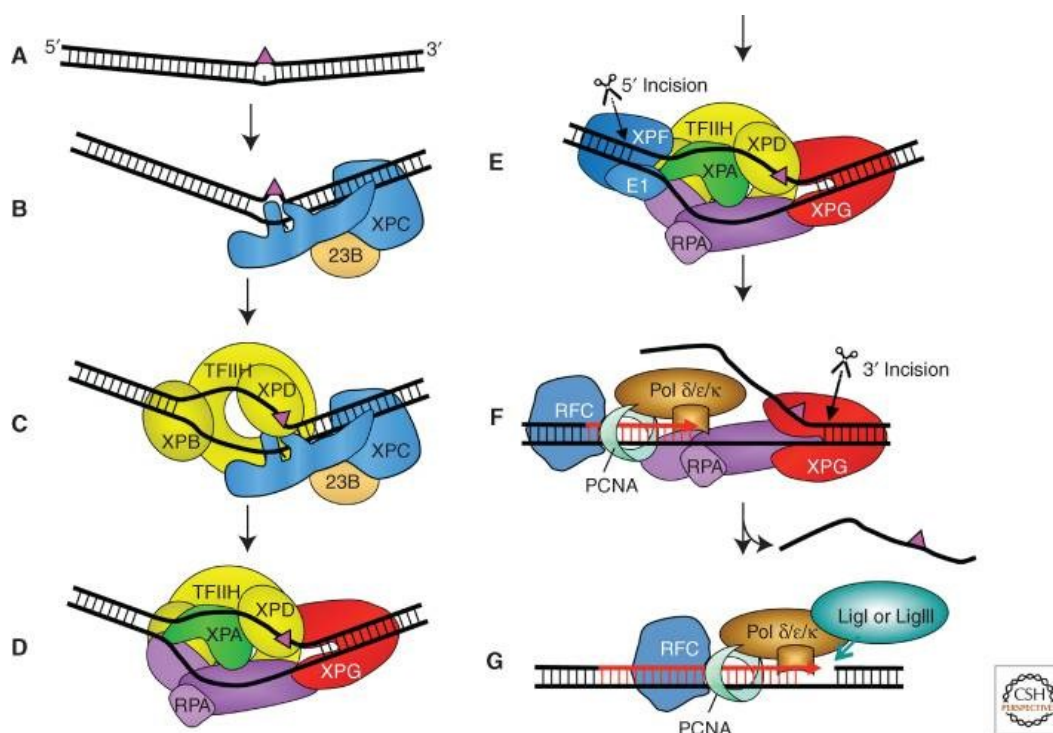 A
5′
3′
B
XPC
23B
C
TFIIH
XPD
XPB
XPC
23B
D
TFIIH
XPD
XPA
XPG
RPA
E
5′ Incision
XPF
TFIIH
XPD
XPA
E1
XPG
RPA
F
3′ Incision
Pol δ/ε/κ
RFC
RPA
XPG
PCNA
G
LigI or LigIII
Pol δ/ε/κ
RFC
PCNA
CSH
PERSPECTIVES